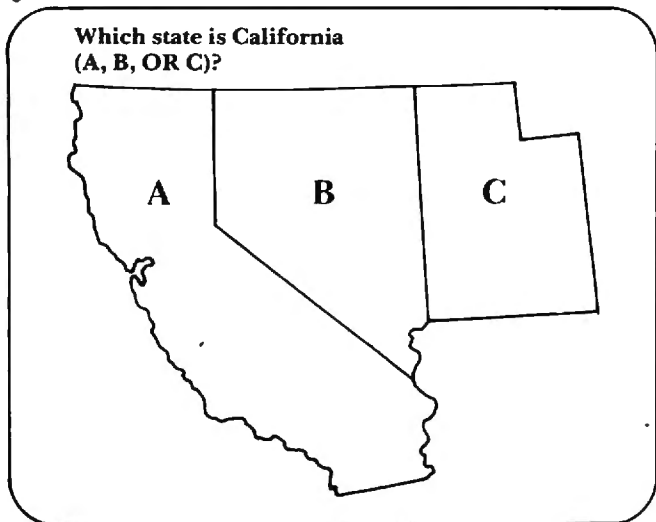 Which state is California
(A, B, OR C)?
A
B
C